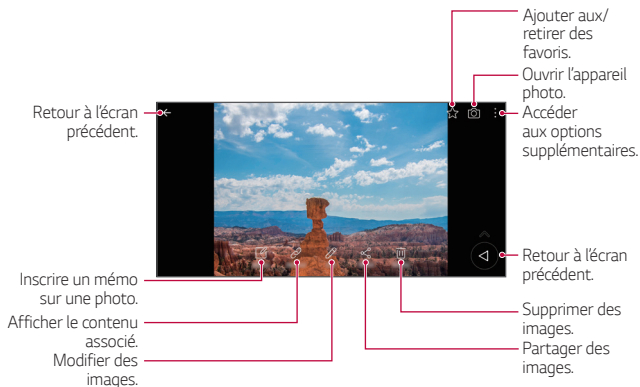 Ajouter aux/
retirer des
favoris.
Ouvrir l'appareil
photo.
Accéder
aux options
supplémentaires.
Retour à l'écran
précédent.
Retour à l'écran
précédent.
Inscrire un mémo
sur une photo.
Afficher le contenu
associé.
Modifier des
images.
Supprimer des
images.
Partager des
images.